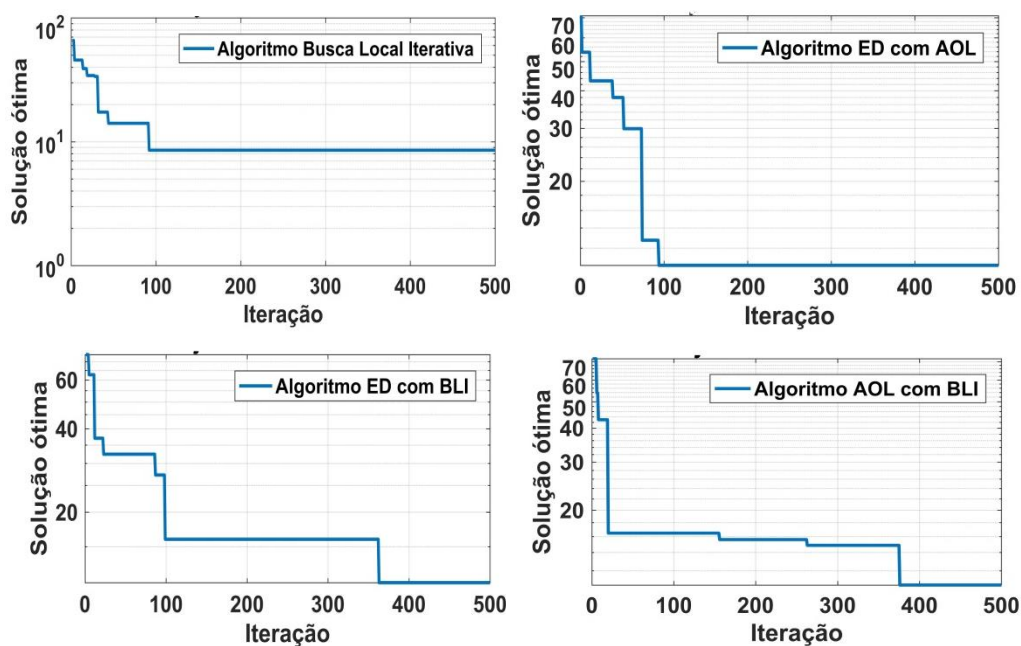 10²
10¹
10⁰
Solução ótima
Algoritmo Busca Local Iterativa
0 100 200 300 400 500
Iteração
70
60
50
40
30
20
Solução ótima
Algoritmo ED com AOL
0 100 200 300 400 500
Iteração
60
40
20
Solução ótima
Algoritmo ED com BLI
0 100 200 300 400 500
Iteração
70
60
50
40
30
20
Solução ótima
Algoritmo AOL com BLI
0 100 200 300 400 500
Iteração